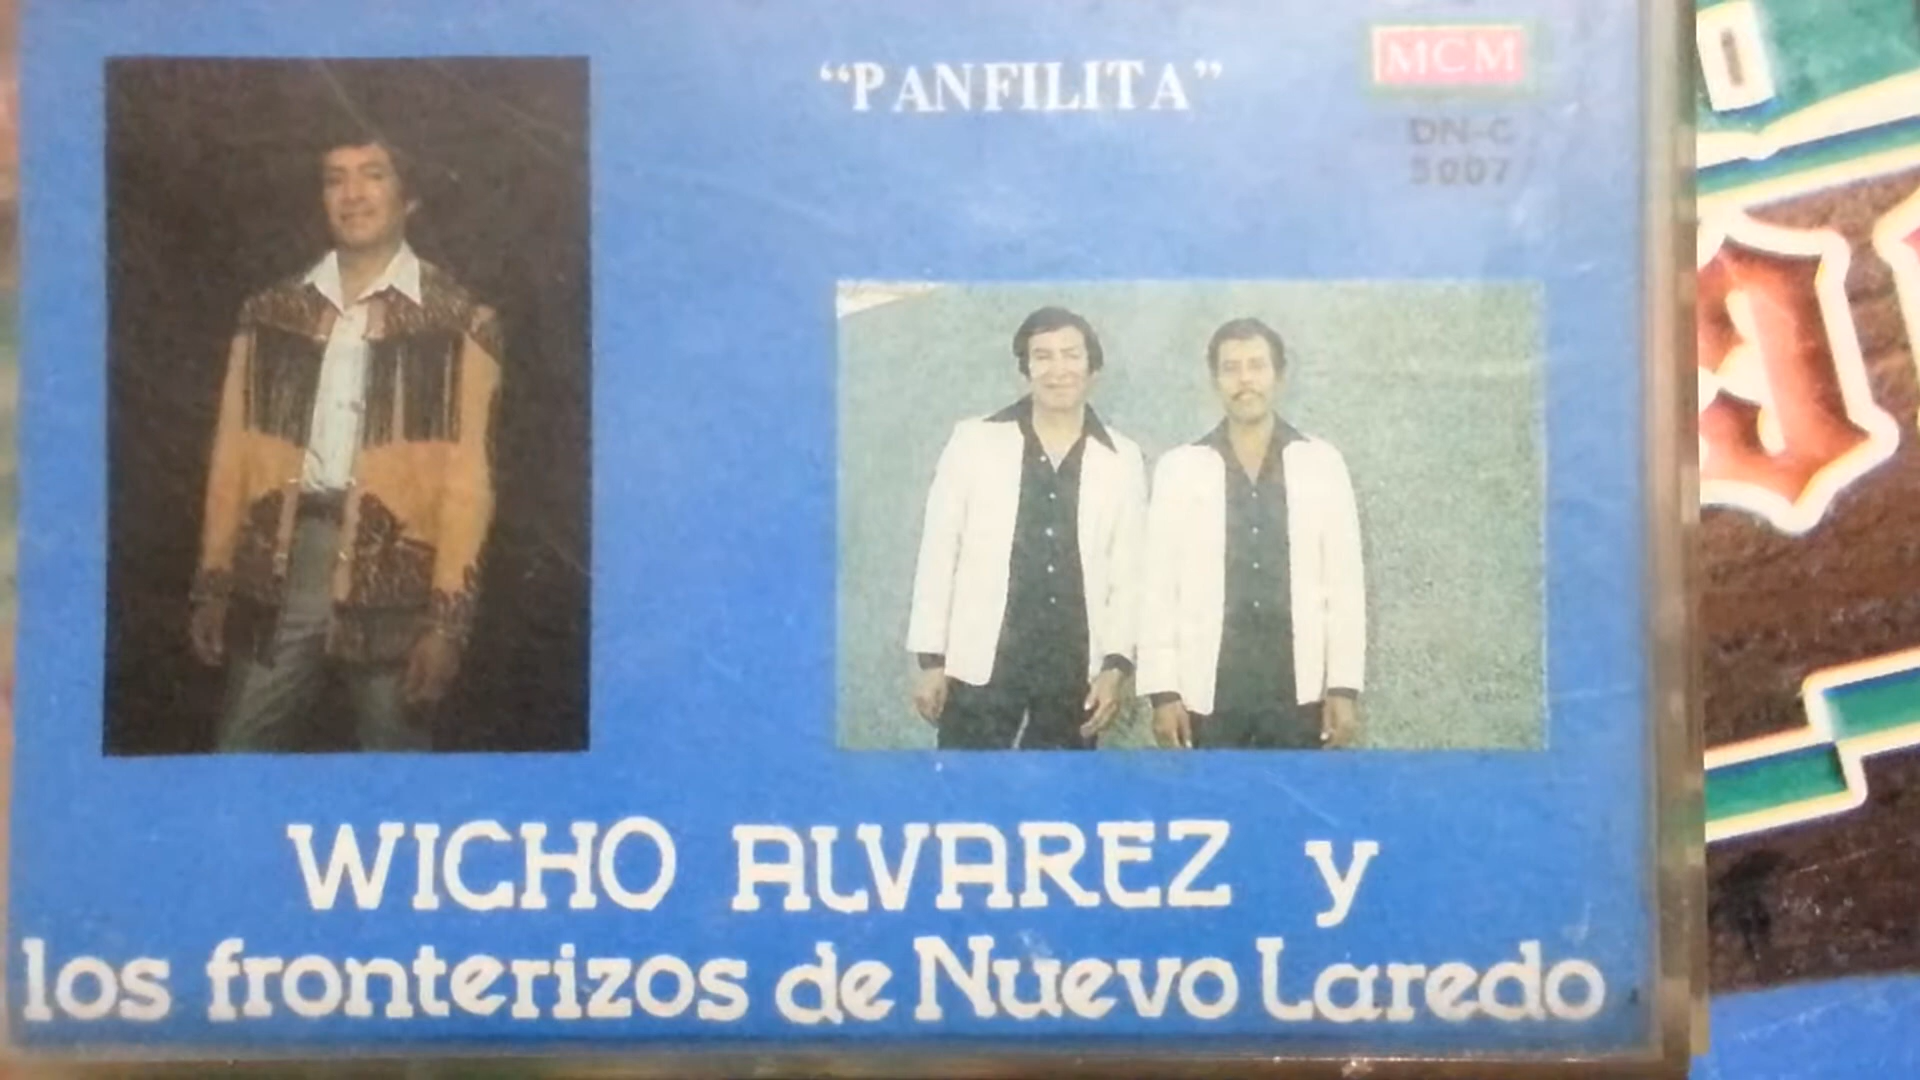 “PANFILITA”
MCM
DN-C
5007
WICHO ALVAREZ y
los fronterizos de Nuevo Laredo